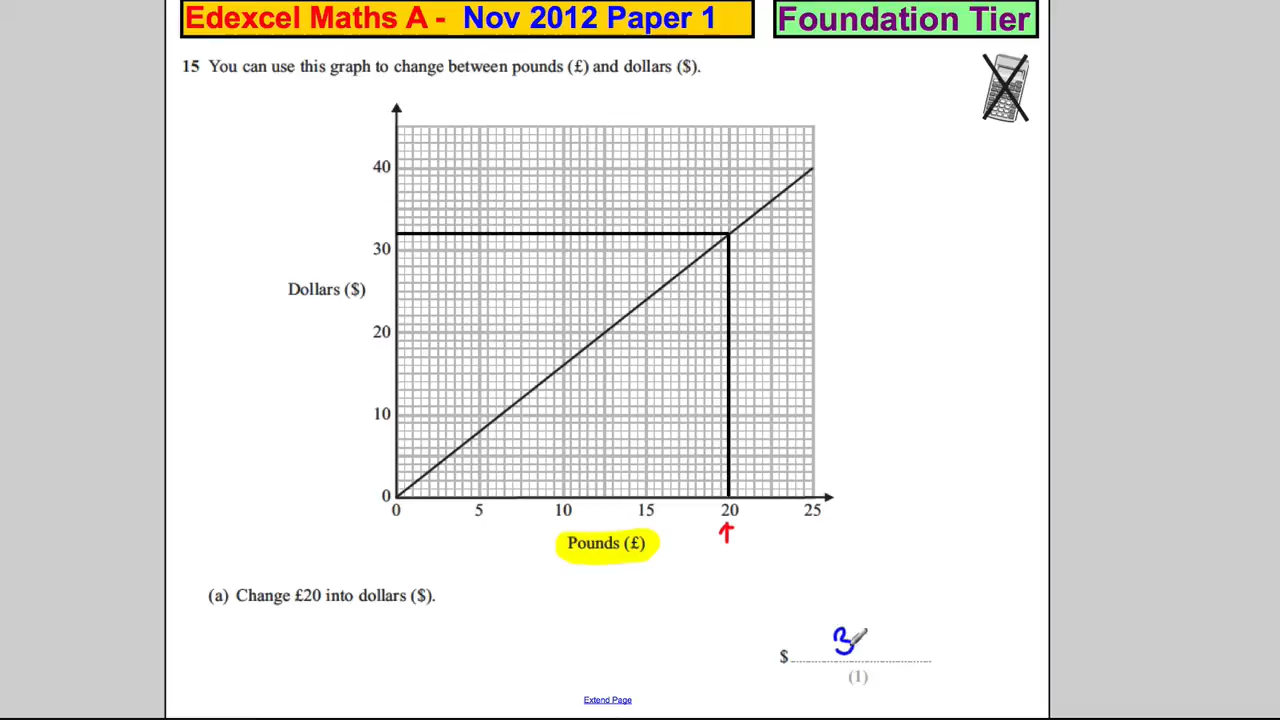 Edexcel Maths A - Nov 2012 Paper 1
Foundation Tier
15 You can use this graph to change between pounds (£) and dollars ($).
40
30
Dollars ($)
20
10
0
0 5 10 15 20 25
Pounds (£)
(a) Change £20 into dollars ($).
3
$
(1)
Extend Page